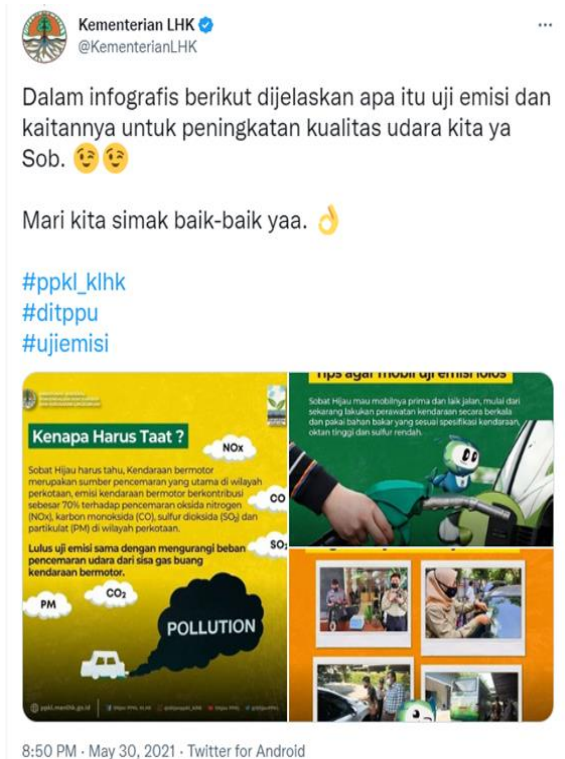 Kementerian LHK
@KementerianLHK
Dalam infografis berikut dijelaskan apa itu uji emisi dan
kaitannya untuk peningkatan kualitas udara kita ya
Sob. 😉😉
Mari kita simak baik-baik yaa. 👌
#ppkl_klhk
#ditppu
#ujiemisi
Kenapa Harus Taat ?
NOx
Sobat Hijau harus tahu, Kendaraan bermotor
merupakan sumber pencemaran yang utama di wilayah
perkotaan, emisi kendaraan bermotor berkontribusi
sebesar 70% terhadap pencemaran oksida nitrogen
(NOx), karbon monoksida (CO), sulfur dioksida (SO₂) dan
partikulat (PM) di wilayah perkotaan.
CO
SO₂
Lulus uji emisi sama dengan mengurangi beban
pencemaran udara dari sisa gas buang
kendaraan bermotor.
PM
CO₂
POLLUTION
ppkl.menlhk.go.id
Tips agar mobil uji emisi lolos
Sobat Hijau mau mobilnya prima dan laik jalan, mulai dari
sekarang lakukan perawatan kendaraan secara berkala
dan pakai bahan bakar yang sesuai spesifikasi kendaraan,
oktan tinggi dan sulfur rendah.
8:50 PM · May 30, 2021 · Twitter for Android